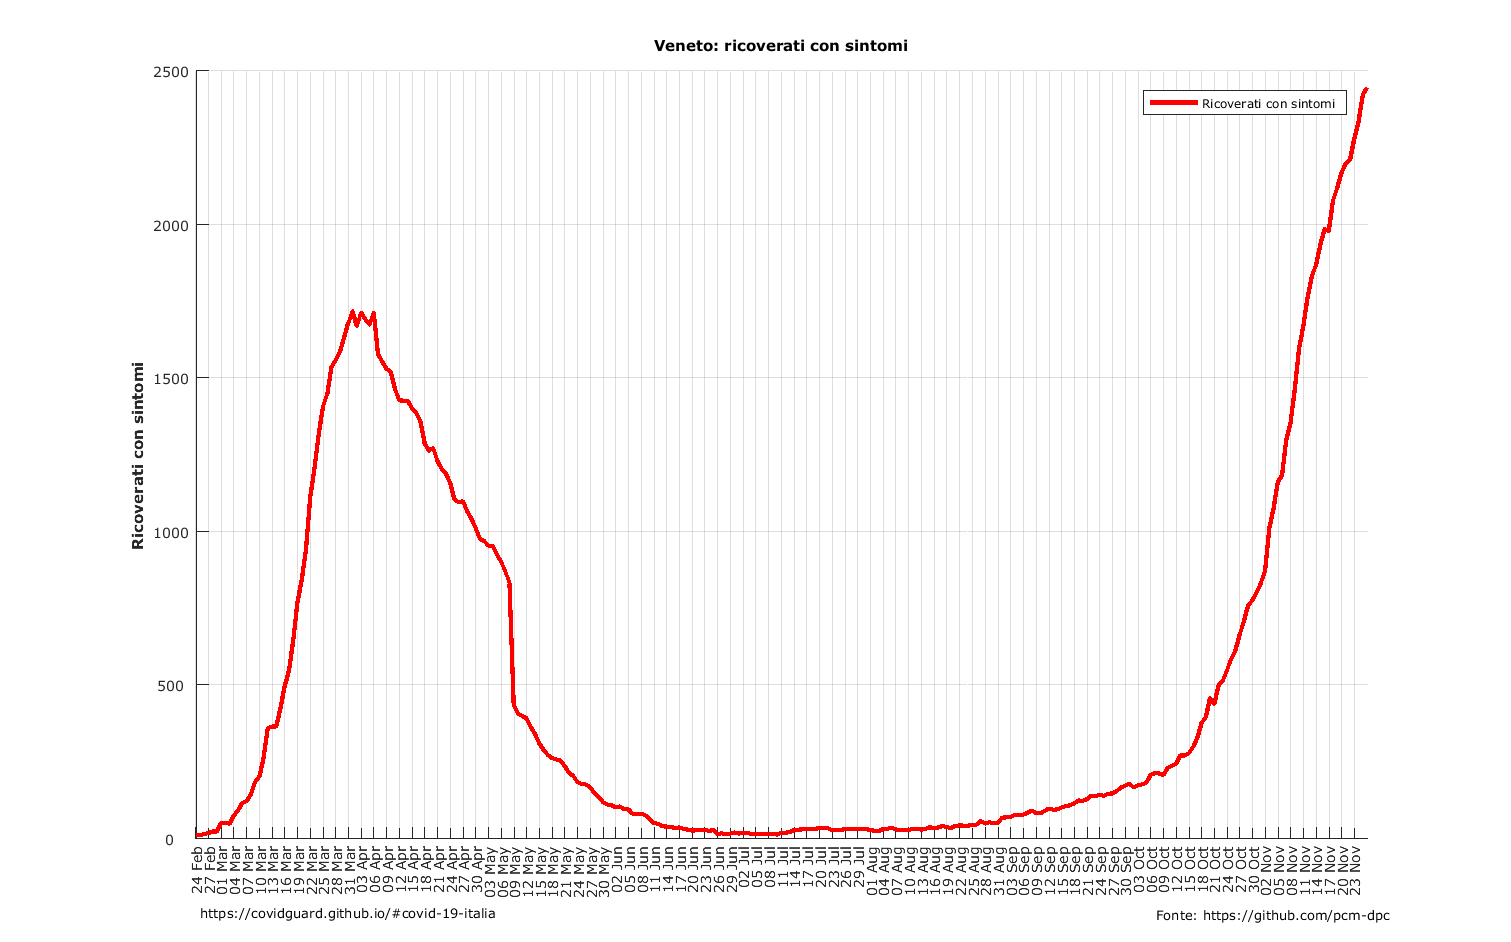 Veneto: ricoverati con sintomi
2500
2000
1500
1000
500
0
Ricoverati con sintomi
Ricoverati con sintomi
24 Feb
27 Feb
01 Mar
04 Mar
07 Mar
10 Mar
13 Mar
16 Mar
19 Mar
22 Mar
25 Mar
28 Mar
31 Mar
03 Apr
06 Apr
09 Apr
12 Apr
15 Apr
18 Apr
21 Apr
24 Apr
27 Apr
30 Apr
03 May
06 May
09 May
12 May
15 May
18 May
21 May
24 May
27 May
30 May
02 Jun
05 Jun
08 Jun
11 Jun
14 Jun
17 Jun
20 Jun
23 Jun
26 Jun
29 Jun
02 Jul
05 Jul
08 Jul
11 Jul
14 Jul
17 Jul
20 Jul
23 Jul
26 Jul
29 Jul
01 Aug
04 Aug
07 Aug
10 Aug
13 Aug
16 Aug
19 Aug
22 Aug
25 Aug
28 Aug
31 Aug
03 Sep
06 Sep
09 Sep
12 Sep
15 Sep
18 Sep
21 Sep
24 Sep
27 Sep
30 Sep
03 Oct
06 Oct
09 Oct
12 Oct
15 Oct
18 Oct
21 Oct
24 Oct
27 Oct
30 Oct
02 Nov
05 Nov
08 Nov
11 Nov
14 Nov
17 Nov
20 Nov
23 Nov
https://covidguard.github.io/#covid-19-italia
Fonte: https://github.com/pcm-dpc